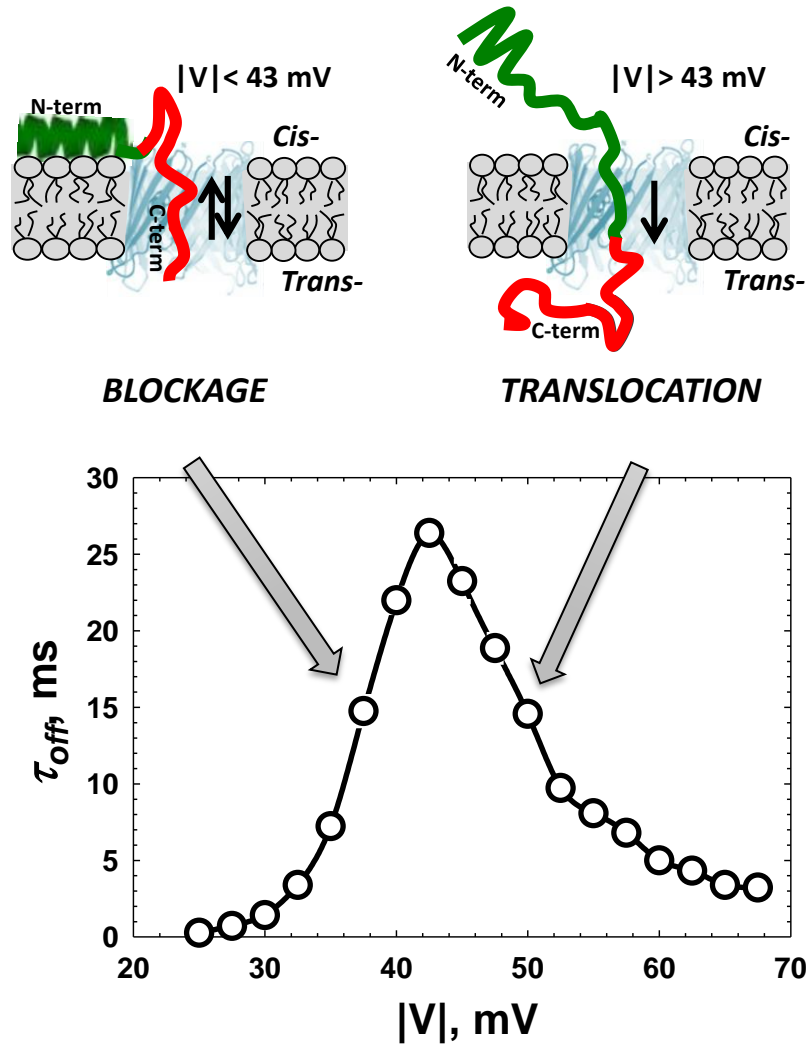 |V|< 43 mV
N-term
Cis-
C-term
Trans-
BLOCKAGE
|V|> 43 mV
N-term
Cis-
Trans-
C-term
TRANSLOCATION
τoff, ms
30
25
20
15
10
5
0
20 30 40 50 60 70
|V|, mV